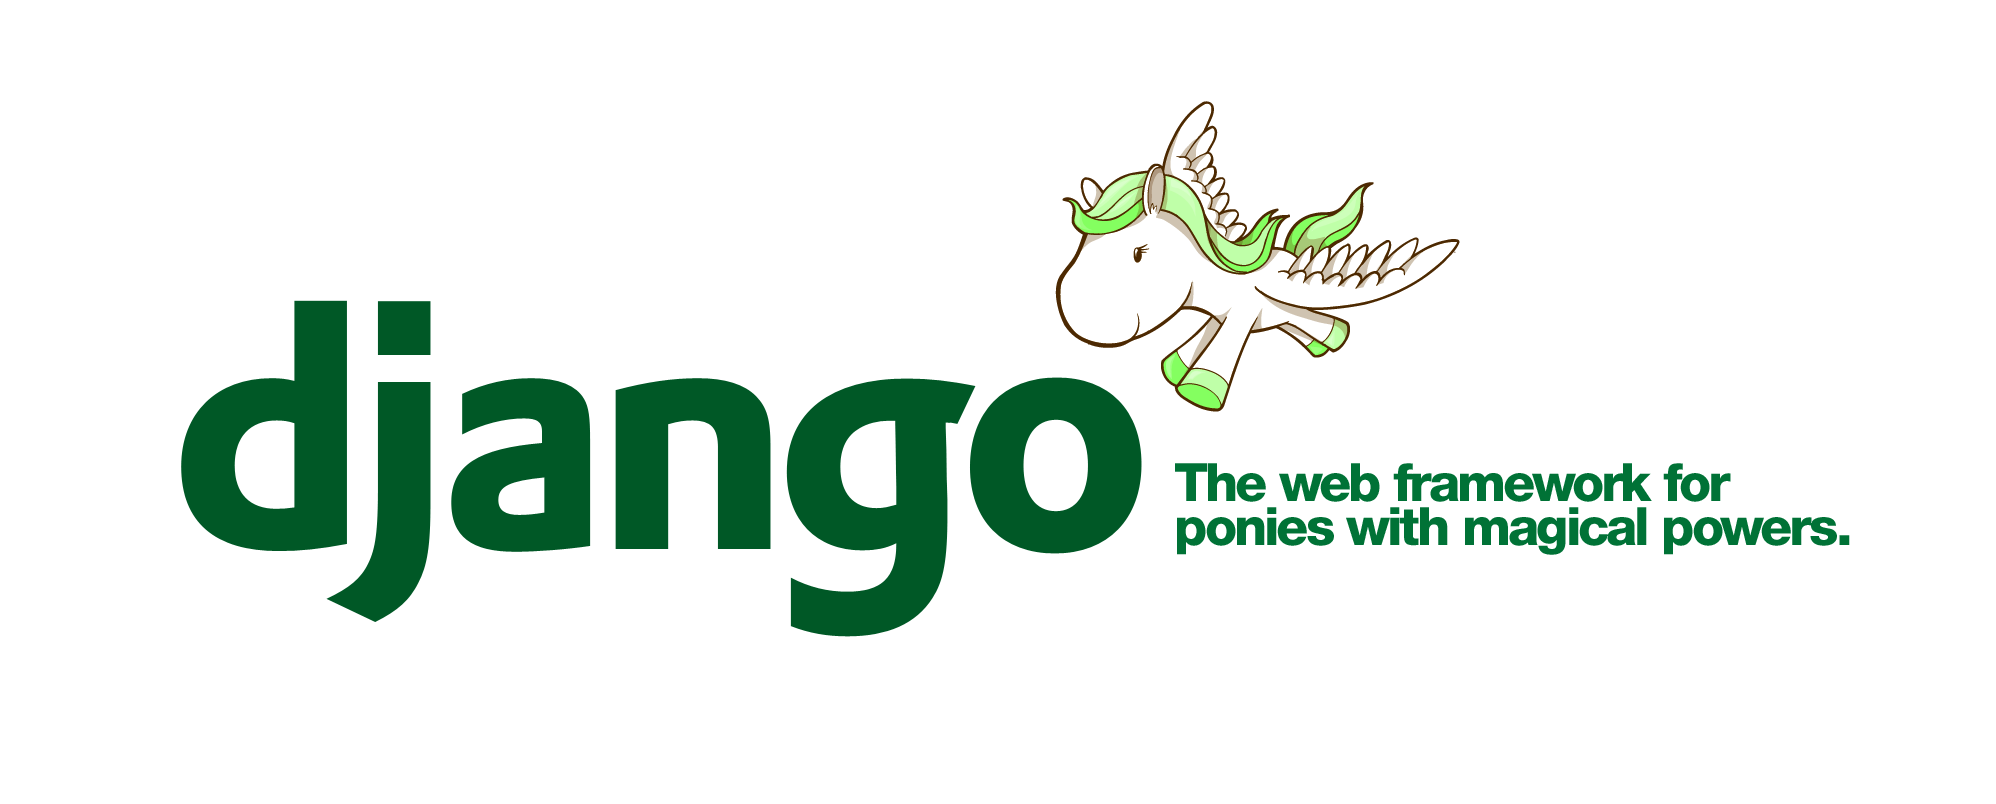 django
The web framework for
ponies with magical powers.